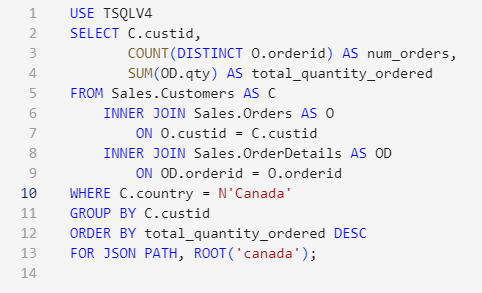 1 USE TSQLV4
2 SELECT C.custid,
3 COUNT(DISTINCT O.orderid) AS num_orders,
4 SUM(OD.qty) AS total_quantity_ordered
5 FROM Sales.Customers AS C
6 INNER JOIN Sales.Orders AS O
7 ON O.custid = C.custid
8 INNER JOIN Sales.OrderDetails AS OD
9 ON OD.orderid = O.orderid
10 WHERE C.country = N'Canada'
11 GROUP BY C.custid
12 ORDER BY total_quantity_ordered DESC
13 FOR JSON PATH, ROOT('canada');
14